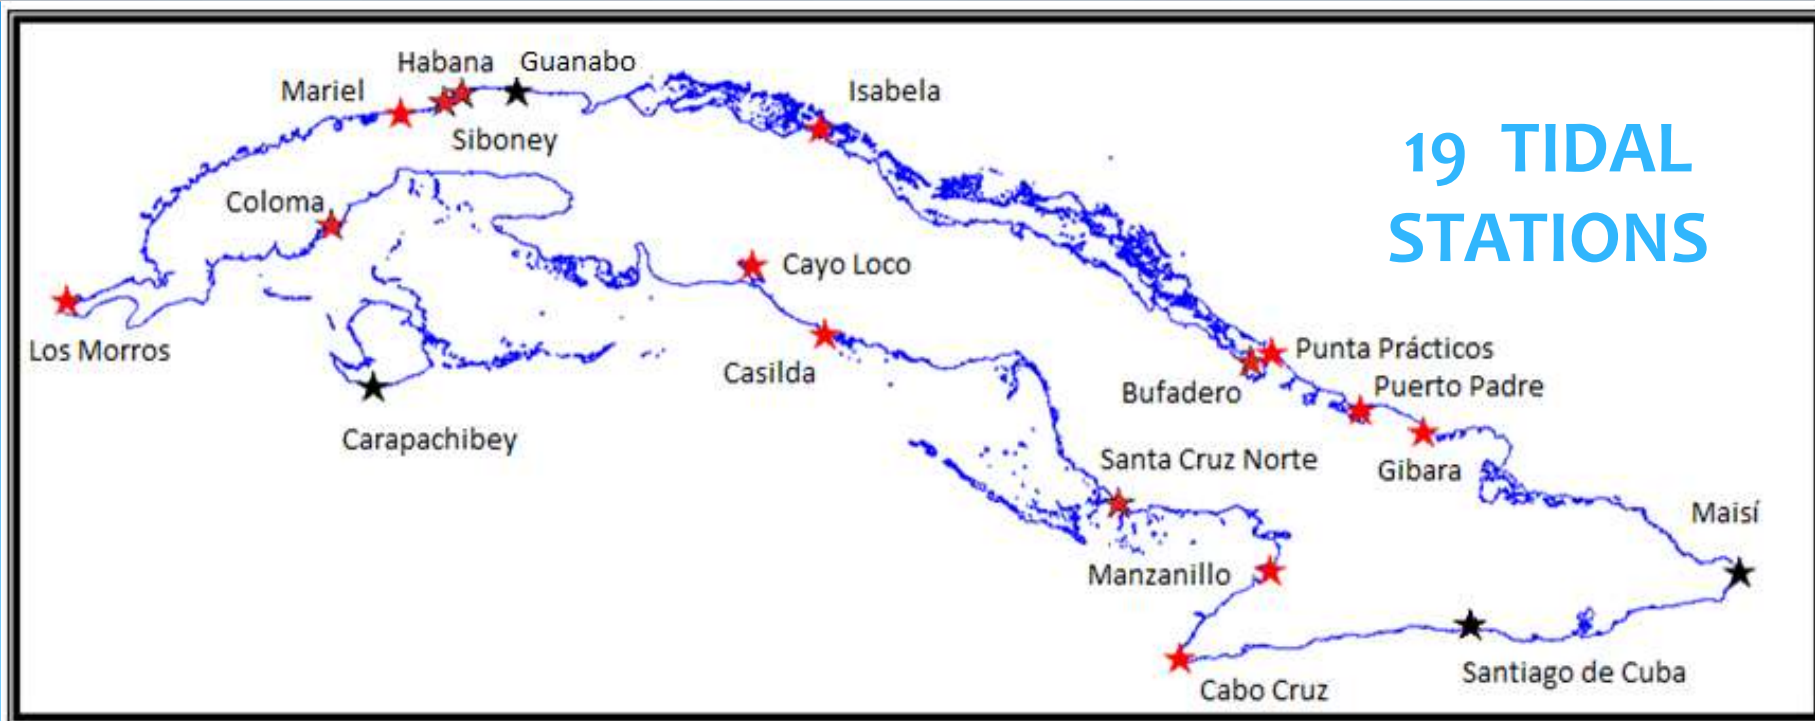 Habana
Guanabo
Mariel
Isabela
Siboney
19 TIDAL
STATIONS
Coloma
Cayo Loco
Los Morros
Casilda
Punta Prácticos
Bufadero
Puerto Padre
Carapachibey
Santa Cruz Norte
Gibara
Maisí
Manzanillo
Santiago de Cuba
Cabo Cruz